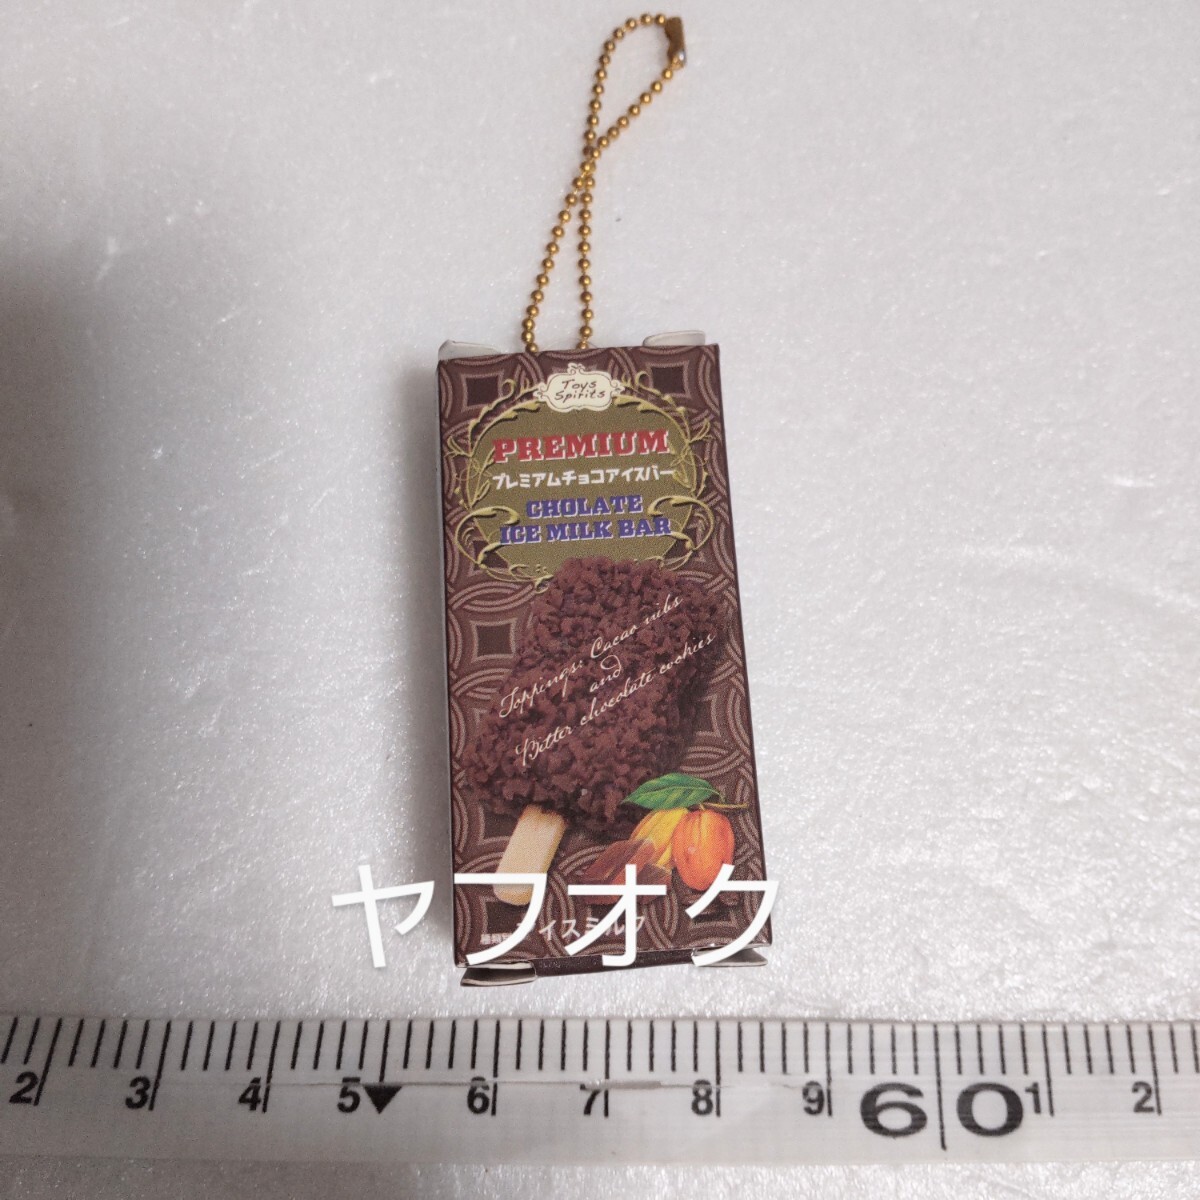 Toys
Spirits
PREMIUM
プレミアムチョコアイスバー
CHOLATE
ICE MILK BAR
Toppings: Cacao nibs
and
Bitter chocolate cookies
ヤフオク
アイスミルク
2 3 4 5 6 7 8 9 60 1 2